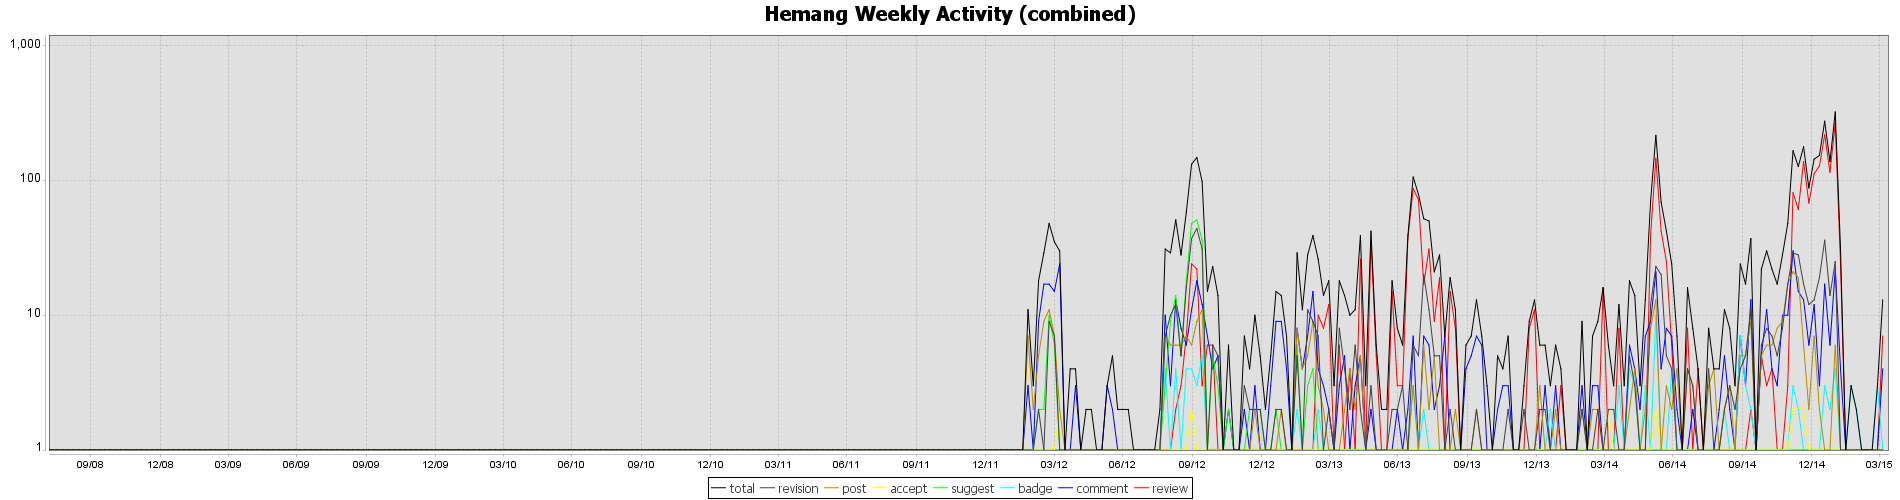 Hemang Weekly Activity (combined)
1,000
100
10
1
09/08 12/08 03/09 06/09 09/09 12/09 03/10 06/10 09/10 12/10 03/11 06/11 09/11 12/11 03/12 06/12 09/12 12/12 03/13 06/13 09/13 12/13 03/14 06/14 09/14 12/14 03/15
total revision post accept suggest badge comment review